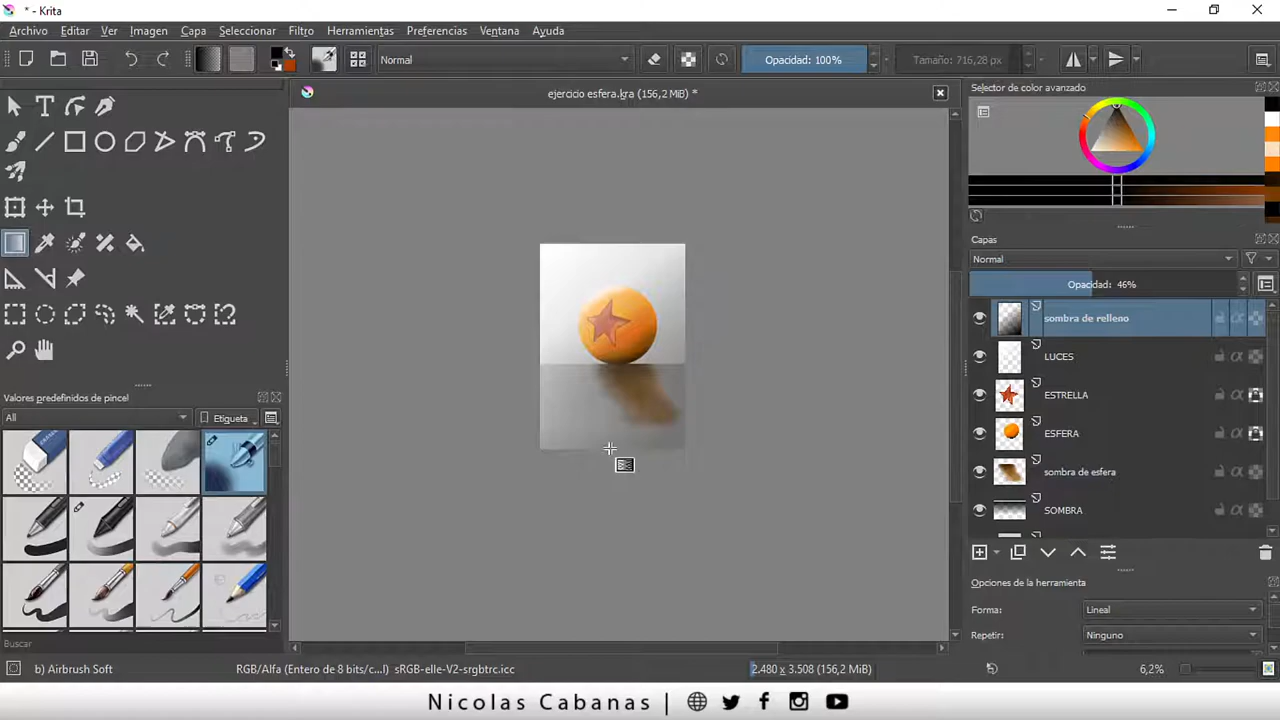 * - Krita
Archivo Editar Ver Imagen Capa Seleccionar Filtro Herramientas Preferencias Ventana Ayuda
Normal Opacidad: 100% Tamaño: 716,28 px
ejercicio esfera.kra (156,2 MiB) *
Selector de color avanzado
Capas
Normal
Opacidad: 46%
sombra de relleno
LUCES
ESTRELLA
ESFERA
sombra de esfera
SOMBRA
Valores predefinidos de pincel
All Etiqueta
Buscar
Opciones de la herramienta
Forma: Lineal
Repetir: Ninguno
b) Airbrush Soft RGB/Alfa (Entero de 8 bits/c...l) sRGB-elle-V2-srgbtrc.icc 2.480 x 3.508 (156,2 MiB) 6,2%
Nicolas Cabanas |